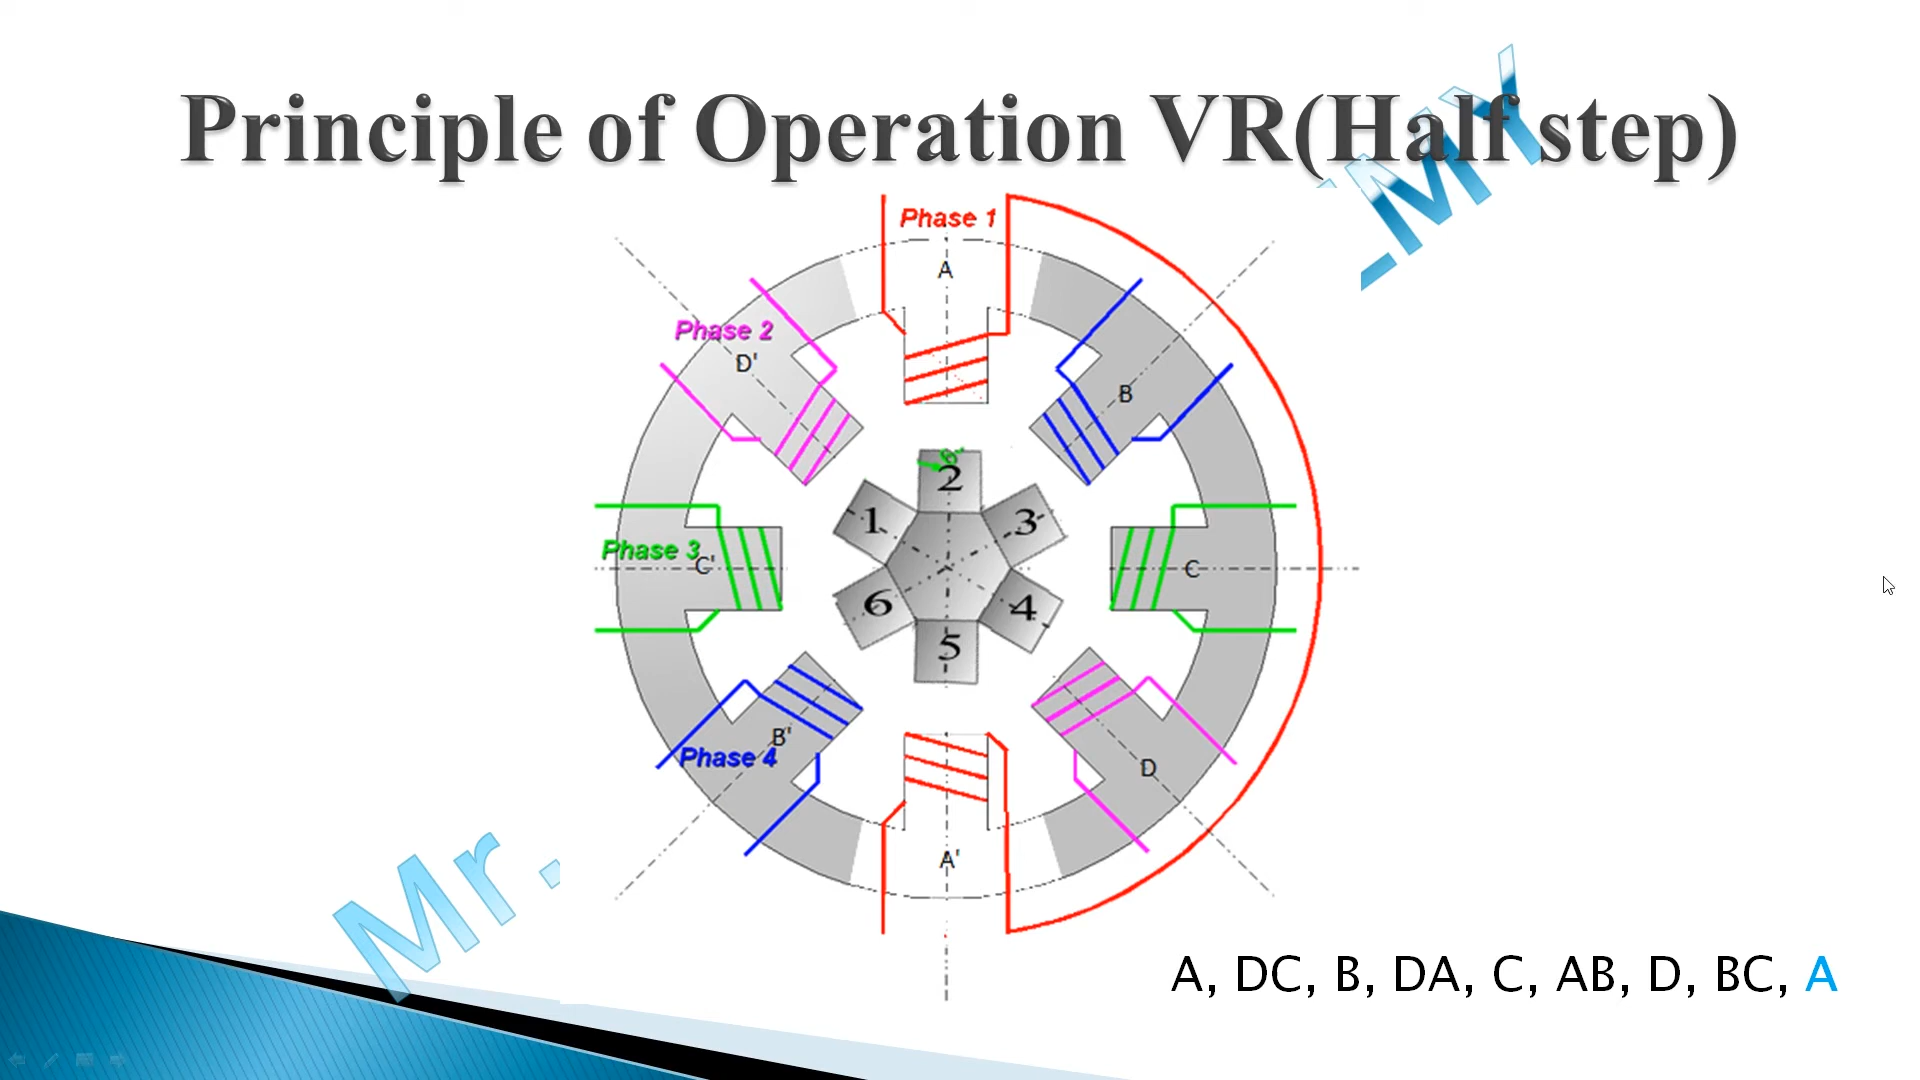 Principle of Operation VR(Half step)
Phase 1
A
Phase 2
D'
B
2
1
3
Phase 3
C'
C
6
4
5
B'
Phase 4
D
A'
Mr.
EMY
A, DC, B, DA, C, AB, D, BC, A